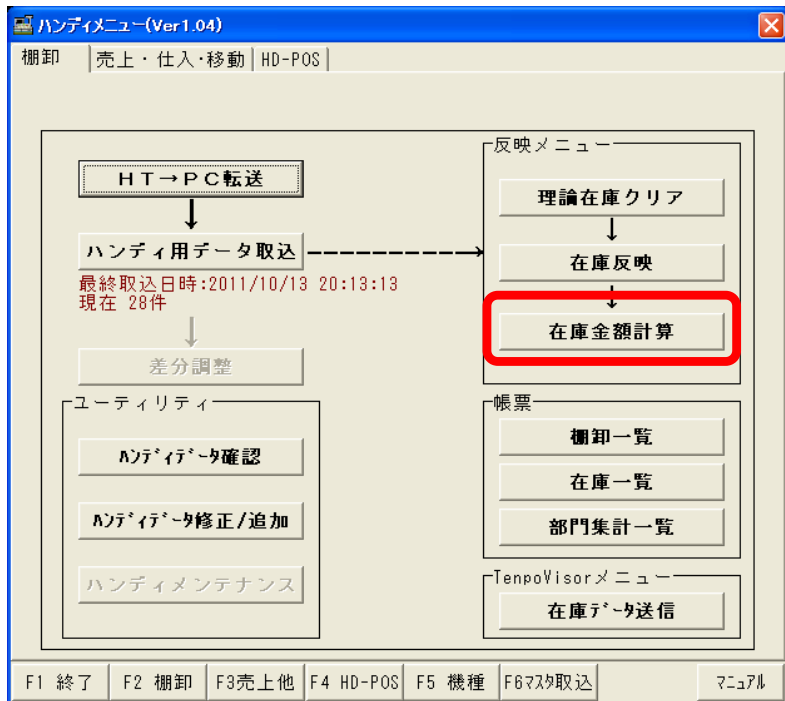 ハンディメニュー(Ver1.04)
棚卸 売上・仕入・移動 HD-POS
HT→PC転送
ハンディ用データ取込
最終取込日時:2011/10/13 20:13:13
現在 28件
差分調整
ユーティリティ
ﾊﾝﾃﾞｨﾃﾞｰﾀ確認
ﾊﾝﾃﾞｨﾃﾞｰﾀ修正/追加
ハンディメンテナンス
反映メニュー
理論在庫クリア
在庫反映
在庫金額計算
帳票
棚卸一覧
在庫一覧
部門集計一覧
TenpoVisorメニュー
在庫ﾃﾞｰﾀ送信
F1 終了 F2 棚卸 F3売上他 F4 HD-POS F5 機種 F6ﾏｽﾀ取込 ﾏﾆｭｱﾙ